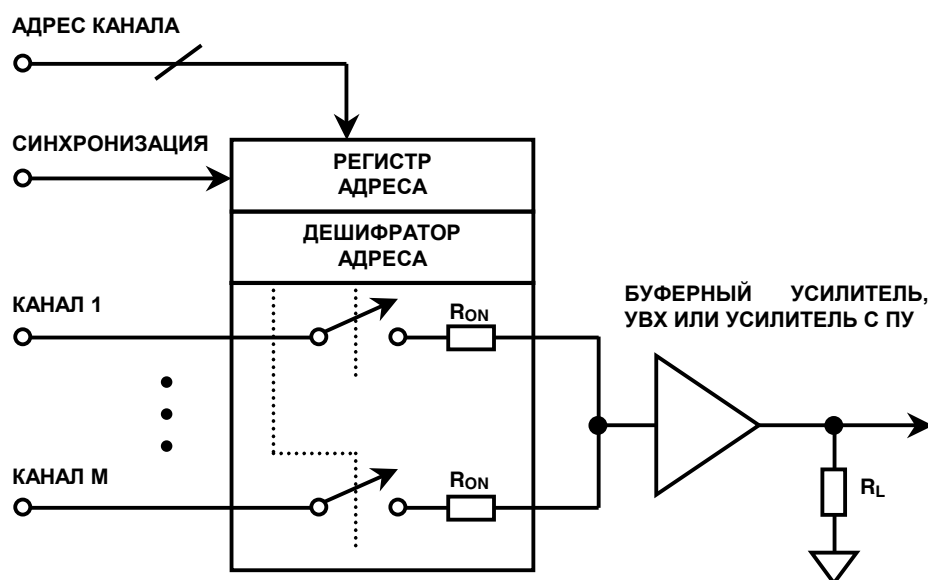 АДРЕС КАНАЛА
СИНХРОНИЗАЦИЯ
РЕГИСТР
АДРЕСА
ДЕШИФРАТОР
АДРЕСА
КАНАЛ 1
RON
БУФЕРНЫЙ УСИЛИТЕЛЬ,
УВХ ИЛИ УСИЛИТЕЛЬ С ПУ
КАНАЛ М
RON
RL